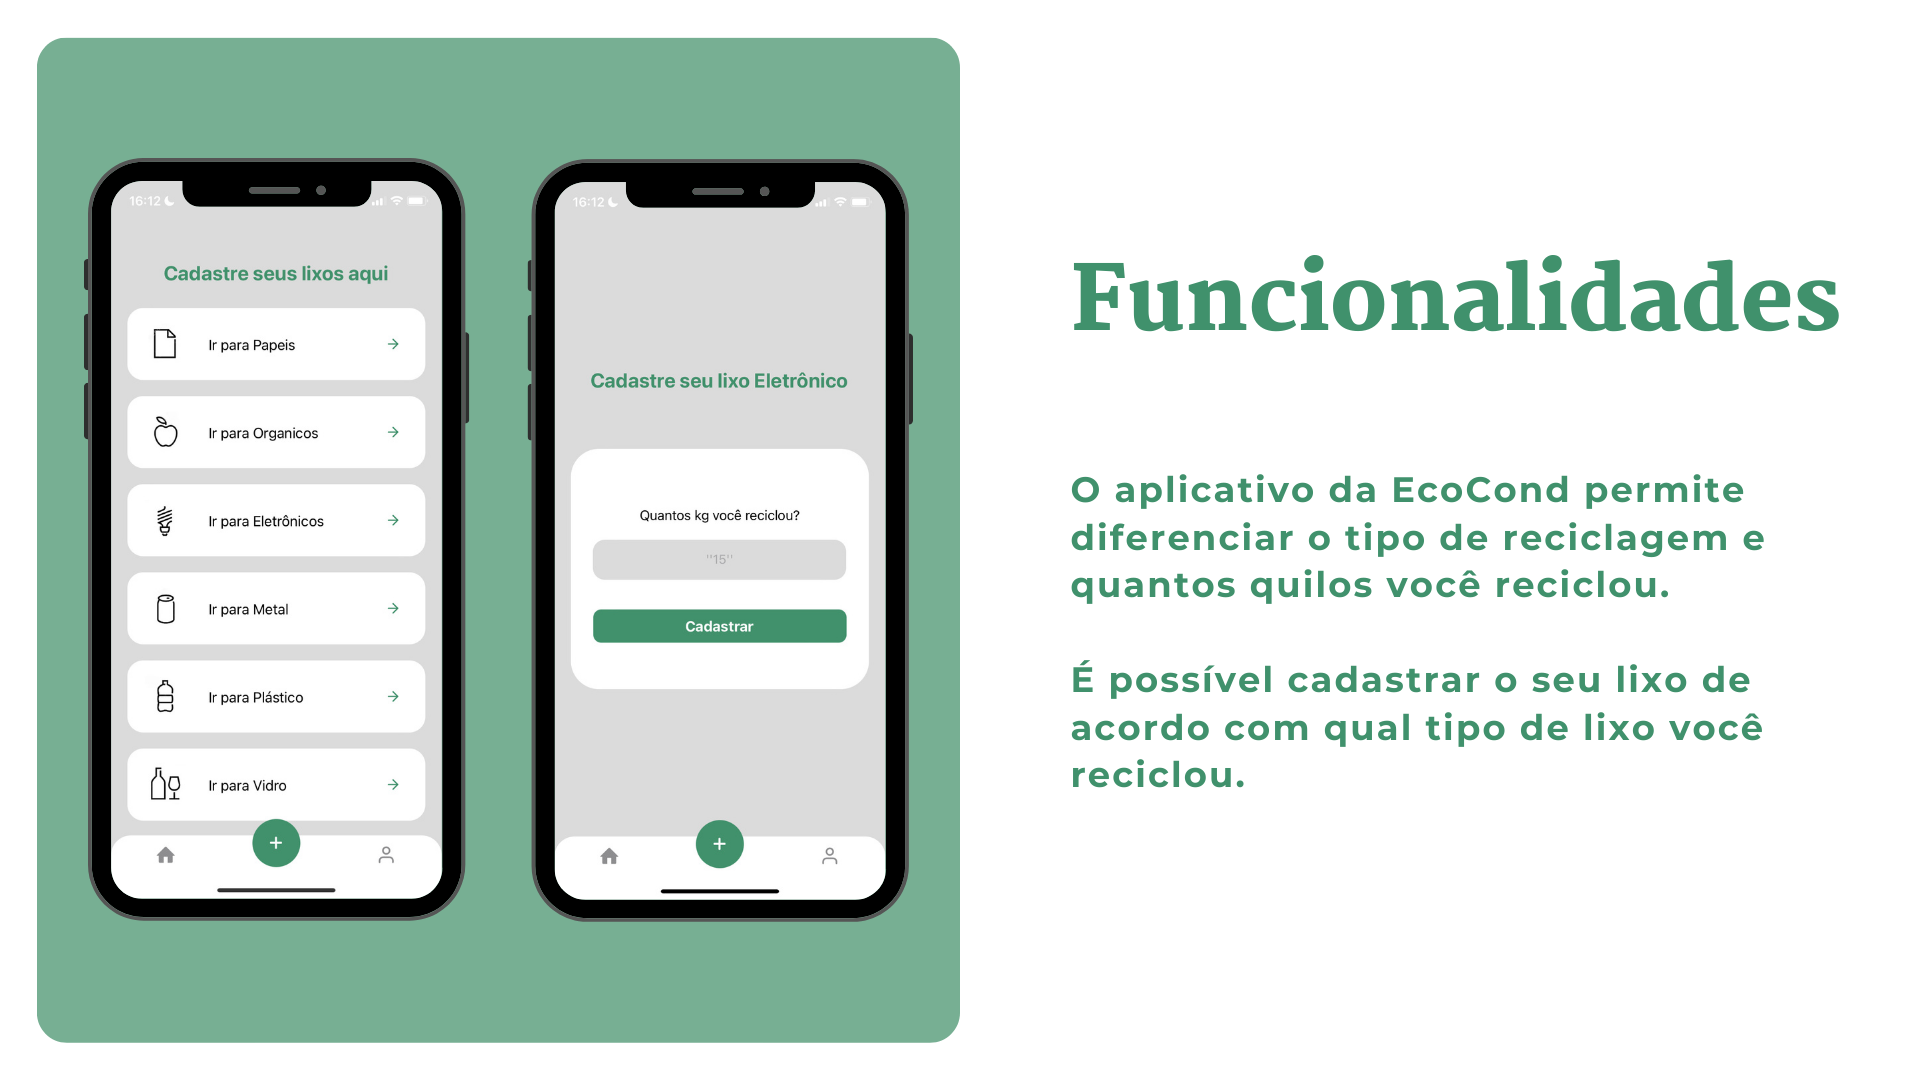 16:12
Cadastre seus lixos aqui
Ir para Papeis
Ir para Organicos
Ir para Eletrônicos
Ir para Metal
Ir para Plástico
Ir para Vidro
+
16:12
Cadastre seu lixo Eletrônico
Quantos kg você reciclou?
''15''
Cadastrar
+
Funcionalidades
O aplicativo da EcoCond permite
diferenciar o tipo de reciclagem e
quantos quilos você reciclou.
É possível cadastrar o seu lixo de
acordo com qual tipo de lixo você
reciclou.